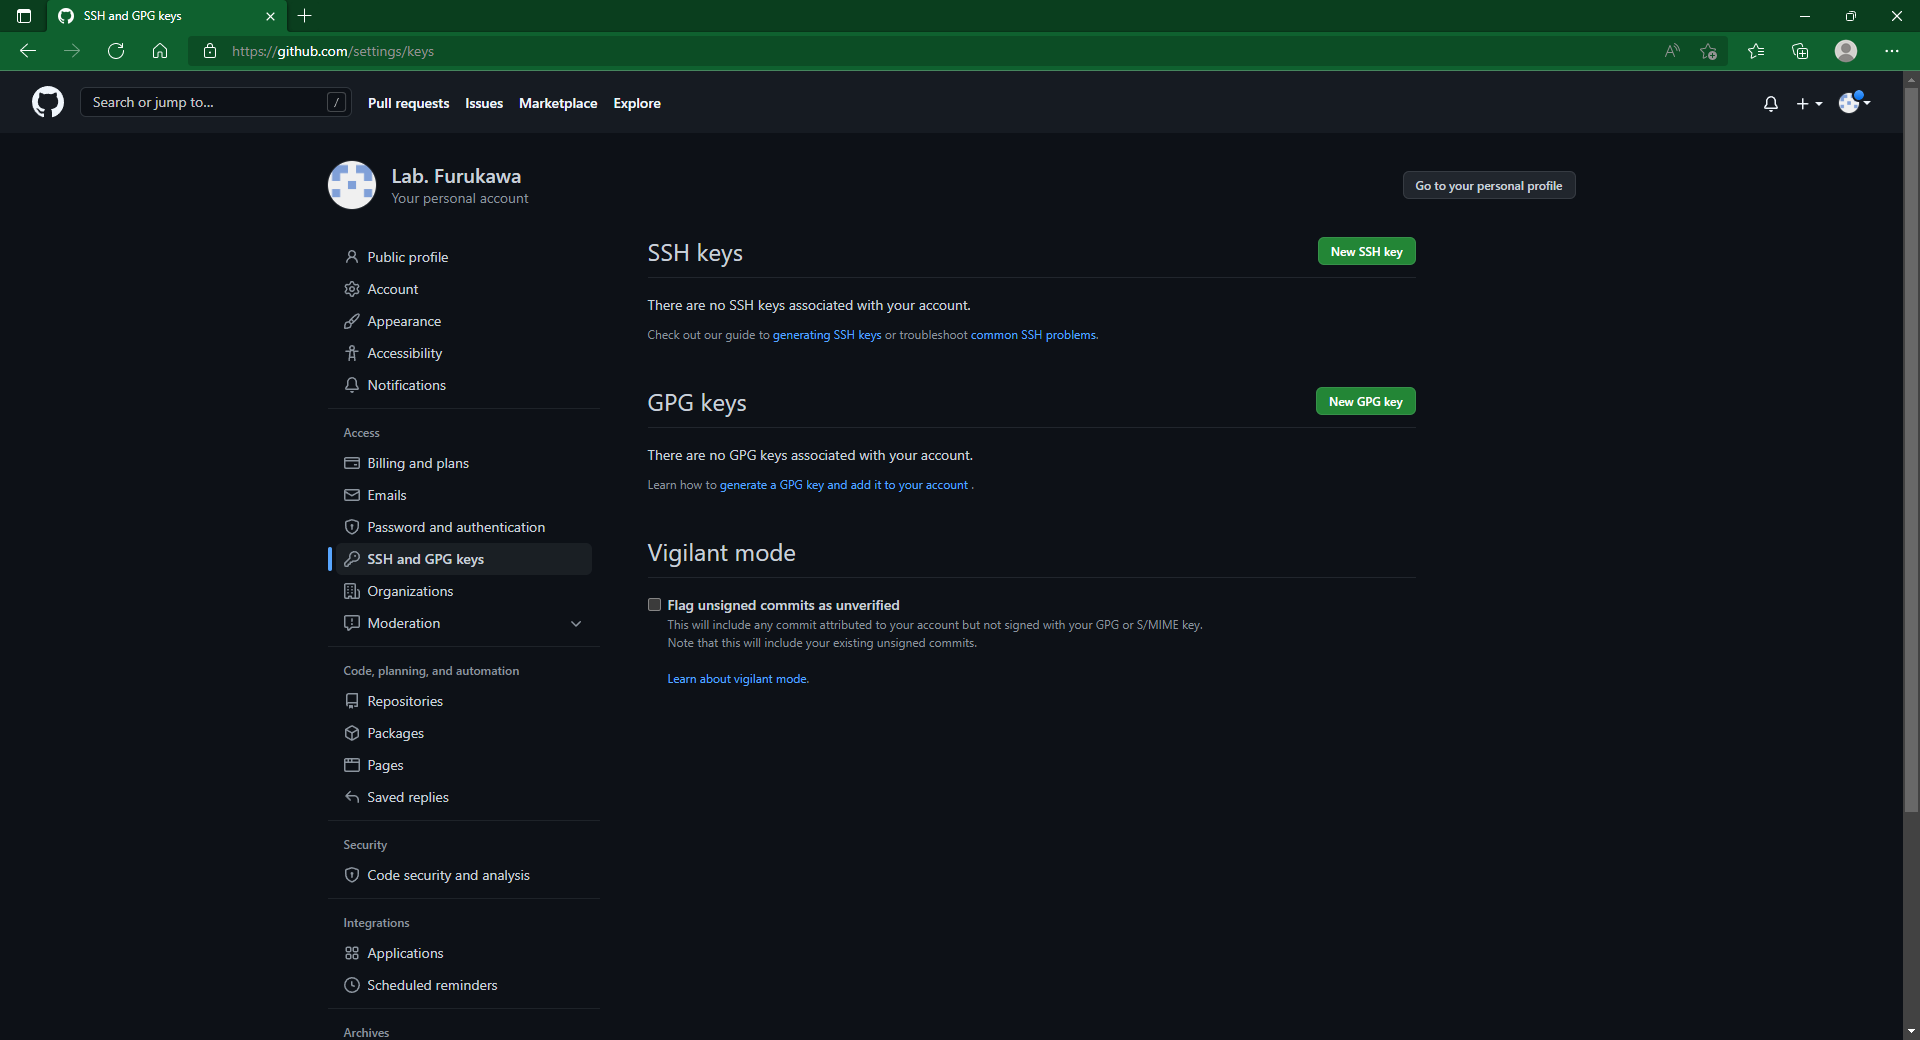 SSH and GPG keys
https://github.com/settings/keys
Search or jump to... /
Pull requests Issues Marketplace Explore
Lab. Furukawa
Your personal account
Go to your personal profile
Public profile
Account
Appearance
Accessibility
Notifications
Access
Billing and plans
Emails
Password and authentication
SSH and GPG keys
Organizations
Moderation
Code, planning, and automation
Repositories
Packages
Pages
Saved replies
Security
Code security and analysis
Integrations
Applications
Scheduled reminders
Archives
SSH keys
New SSH key
There are no SSH keys associated with your account.
Check out our guide to generating SSH keys or troubleshoot common SSH problems.
GPG keys
New GPG key
There are no GPG keys associated with your account.
Learn how to generate a GPG key and add it to your account .
Vigilant mode
Flag unsigned commits as unverified
This will include any commit attributed to your account but not signed with your GPG or S/MIME key.
Note that this will include your existing unsigned commits.
Learn about vigilant mode.